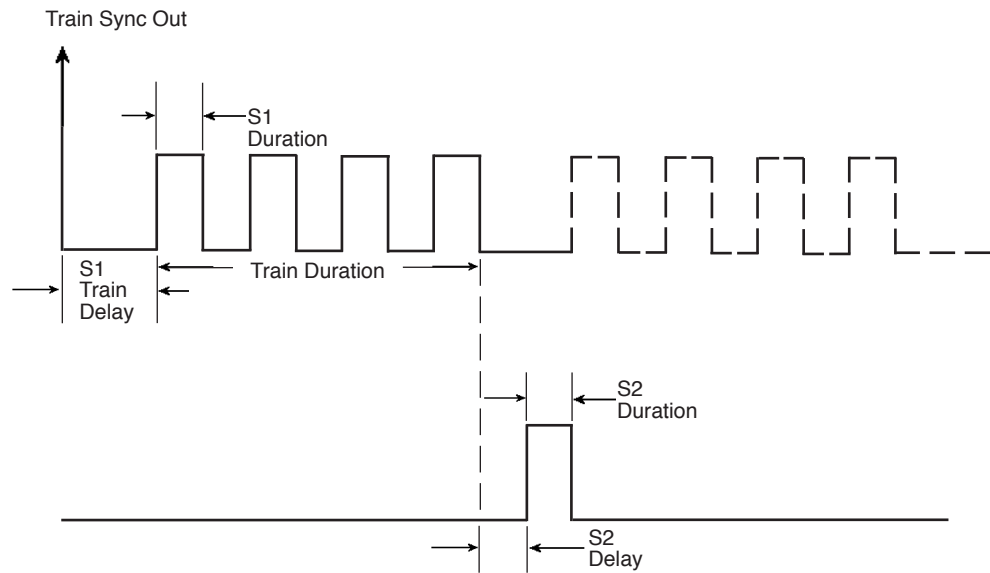 Train Sync Out
S1
Duration
S1
Train
Delay
Train Duration
S2
Duration
S2
Delay